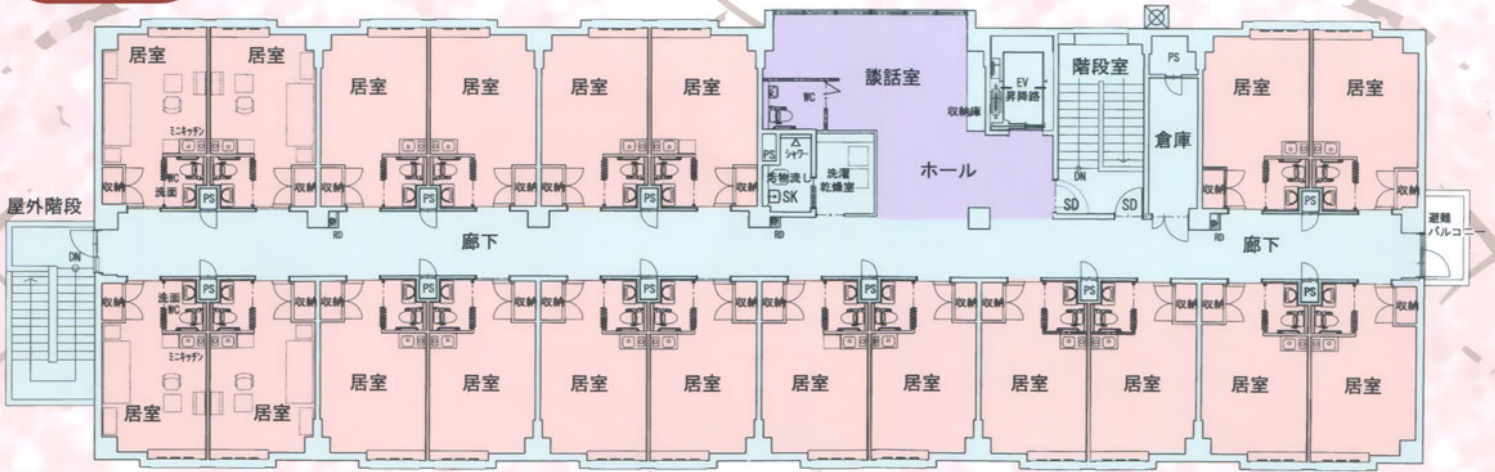 居室
居室
居室
居室
居室
居室
談話室
WC
収納庫
EV
昇降路
階段室
PS
倉庫
居室
居室
ミニキッチン
WC
洗面
収納
PS
収納
収納
PS
収納
収納
PS
収納
PS
シャワー
汚物流し
SK
洗濯
乾燥室
ホール
DN
SD
SD
収納
PS
収納
屋外階段
DN
RD
廊下
RD
RD
廊下
避難
バルコニー
収納
洗面
WC
PS
収納
収納
PS
収納
収納
PS
収納
収納
PS
収納
収納
PS
収納
収納
PS
収納
ミニキッチン
居室
居室
居室
居室
居室
居室
居室
居室
居室
居室
居室
居室